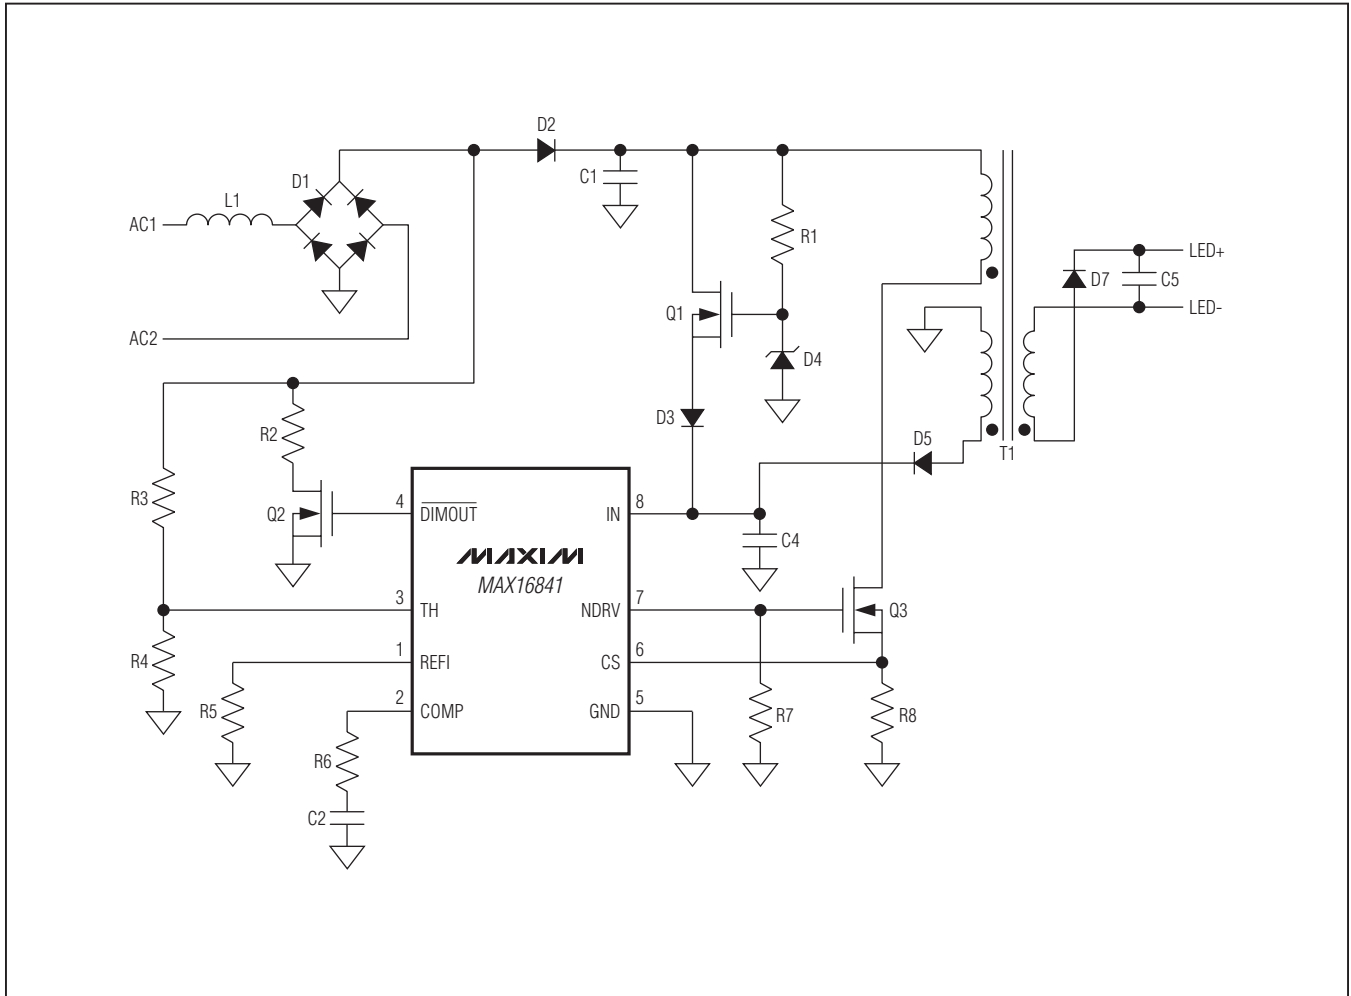 D2
D1
C1
L1
AC1
R1
LED+
D7
C5
Q1
LED-
AC2
D4
D3
R2
D5
T1
R3
4
8
Q2
DIMOUT
IN
C4
MAXIM
MAX16841
3
7
TH
NDRV
Q3
1
6
R4
REFI
CS
2
5
R5
COMP
GND
R7
R8
R6
C2